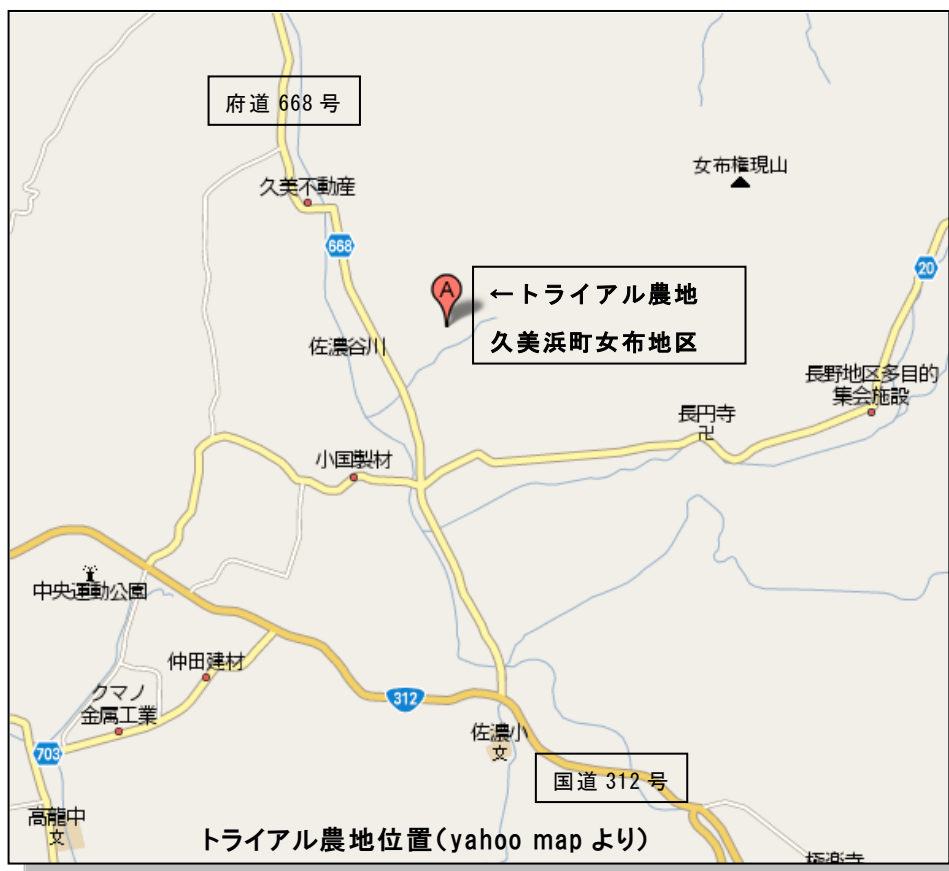 府道 668 号
女布権現山
久美不動産
668
20
A
←トライアル農地
久美浜町女布地区
佐濃谷川
長野地区多目的
集会施設
長円寺
小国製材
中央運動公園
仲田建材
312
クマノ
金属工業
佐濃小
文
703
国道 312 号
高龍中
文
トライアル農地位置(yahoo map より)
極楽寺